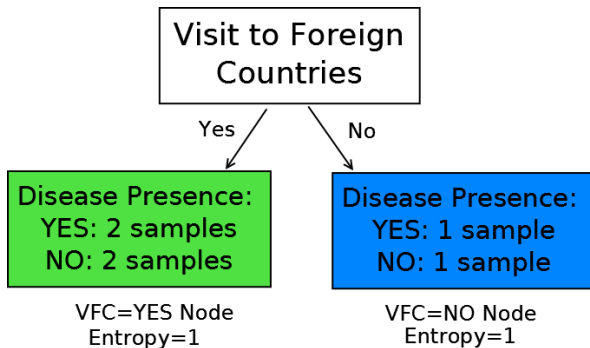 Visit to Foreign
Countries
Yes
No
Disease Presence:
YES: 2 samples
NO: 2 samples
Disease Presence:
YES: 1 sample
NO: 1 sample
VFC=YES Node
Entropy=1
VFC=NO Node
Entropy=1